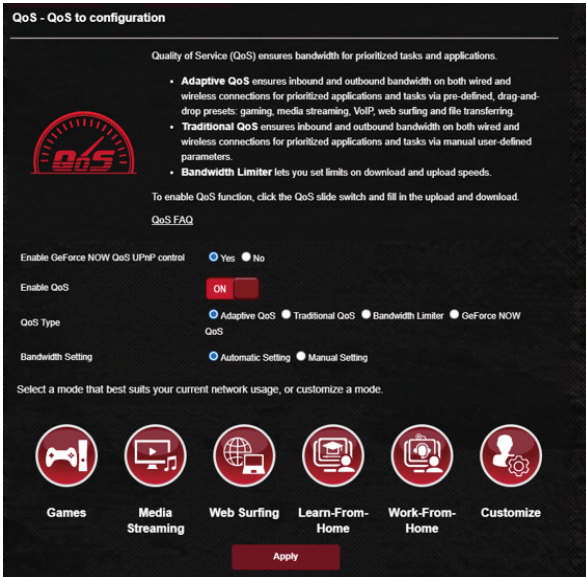 QoS - QoS to configuration
Quality of Service (QoS) ensures bandwidth for prioritized tasks and applications.
• Adaptive QoS ensures inbound and outbound bandwidth on both wired and
wireless connections for prioritized applications and tasks via pre-defined, drag-and-
drop presets: gaming, media streaming, VoIP, web surfing and file transferring.
• Traditional QoS ensures inbound and outbound bandwidth on both wired and
wireless connections for prioritized applications and tasks via manual user-defined
parameters.
• Bandwidth Limiter lets you set limits on download and upload speeds.
QoS
To enable QoS function, click the QoS slide switch and fill in the upload and download.
QoS FAQ
Enable GeForce NOW QoS UPnP control Yes No
Enable QoS ON
QoS Type Adaptive QoS Traditional QoS Bandwidth Limiter GeForce NOW
QoS
Bandwidth Setting Automatic Setting Manual Setting
Select a mode that best suits your current network usage, or customize a mode.
Games Media Web Surfing Learn-From- Work-From- Customize
Streaming Home Home
Apply